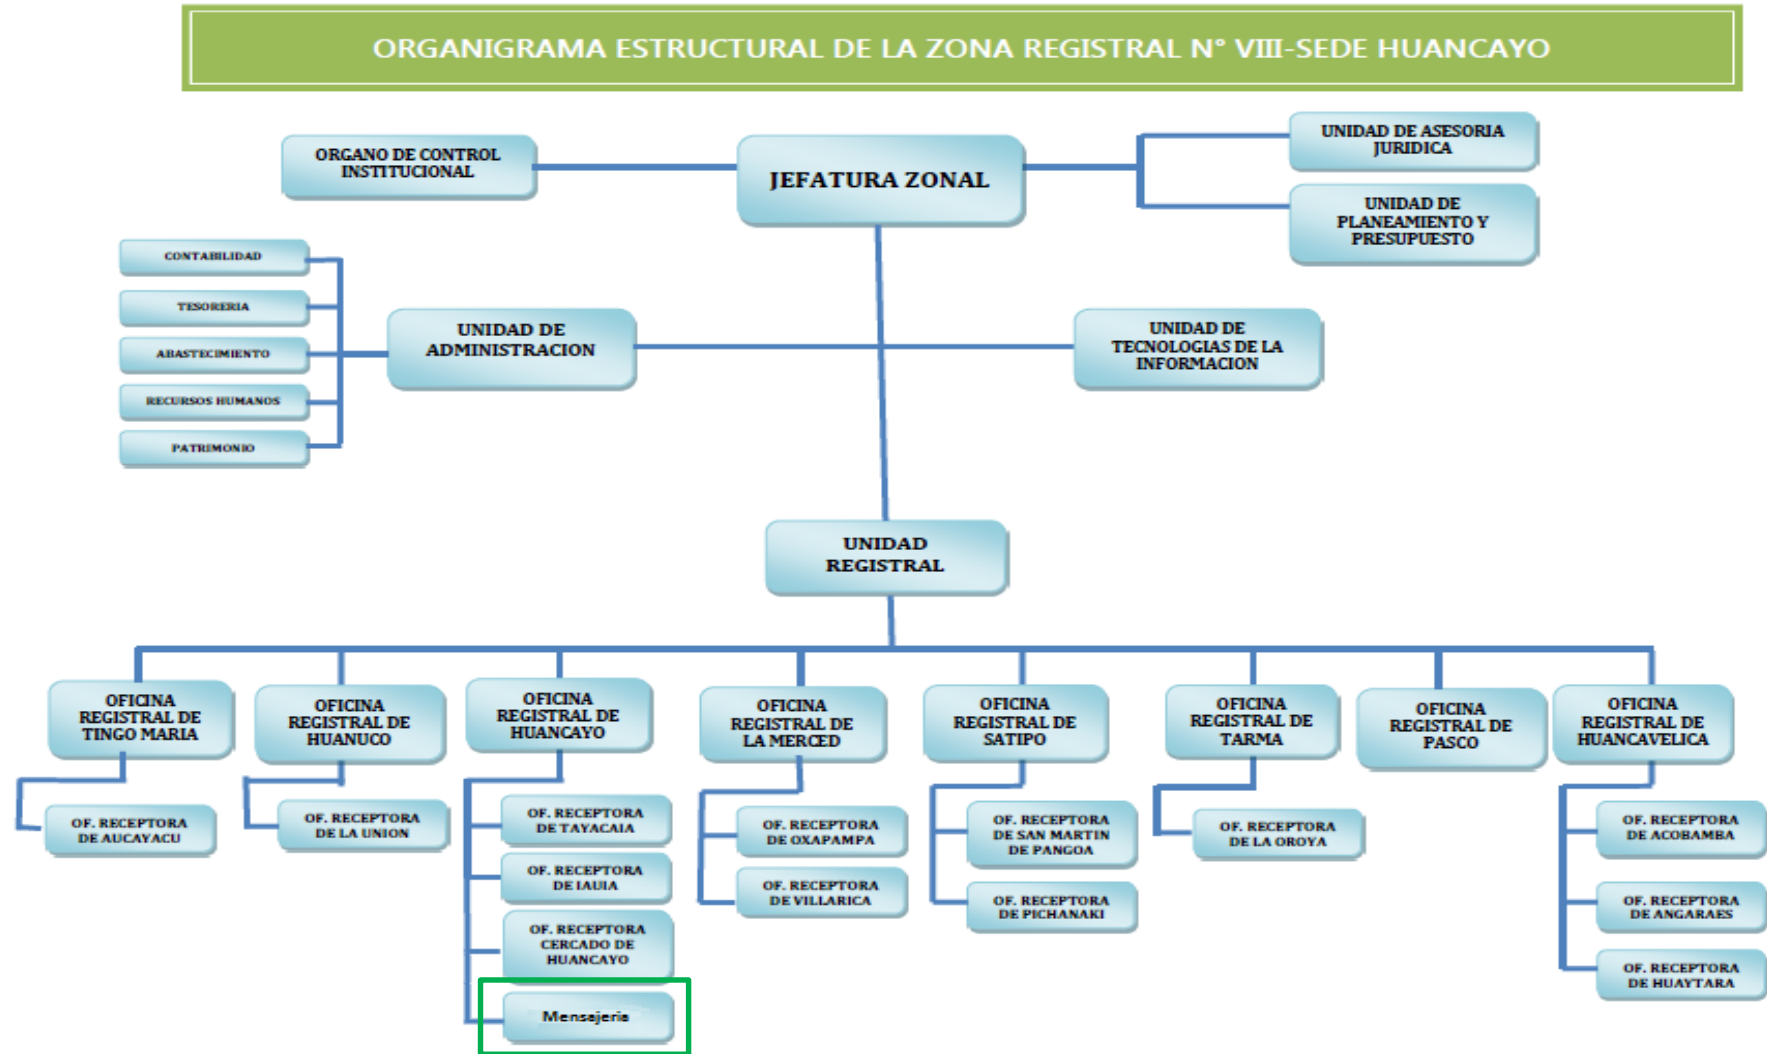 ORGANIGRAMA ESTRUCTURAL DE LA ZONA REGISTRAL N° VIII-SEDE HUANCAYO
ORGANO DE CONTROL
INSTITUCIONAL
JEFATURA ZONAL
UNIDAD DE ASESORIA
JURIDICA
UNIDAD DE
PLANEAMIENTO Y
PRESUPUESTO
CONTABILIDAD
TESORERIA
ABASTECIMIENTO
RECURSOS HUMANOS
PATRIMONIO
UNIDAD DE
ADMINISTRACION
UNIDAD DE
TECNOLOGIAS DE LA
INFORMACION
UNIDAD
REGISTRAL
OFICINA
REGISTRAL DE
TINGO MARIA
OFICINA
REGISTRAL DE
HUANUCO
OFICINA
REGISTRAL DE
HUANCAYO
OFICINA
REGISTRAL DE
LA MERCED
OFICINA
REGISTRAL DE
SATIPO
OFICINA
REGISTRAL DE
TARMA
OFICINA
REGISTRAL DE
PASCO
OFICINA
REGISTRAL DE
HUANCAVELICA
OF. RECEPTORA
DE AUCAYACU
OF. RECEPTORA
DE LA UNION
OF. RECEPTORA
DE TAYACAIA
OF. RECEPTORA
DE IAUIA
OF. RECEPTORA
CERCADO DE
HUANCAYO
Mensajeria
OF. RECEPTORA
DE OXAPAMPA
OF. RECEPTORA
DE VILLARICA
OF. RECEPTORA
DE SAN MARTIN
DE PANGOA
OF. RECEPTORA
DE PICHANAKI
OF. RECEPTORA
DE LA OROYA
OF. RECEPTORA
DE ACOBAMBA
OF. RECEPTORA
DE ANGARAES
OF. RECEPTORA
DE HUAYTARA